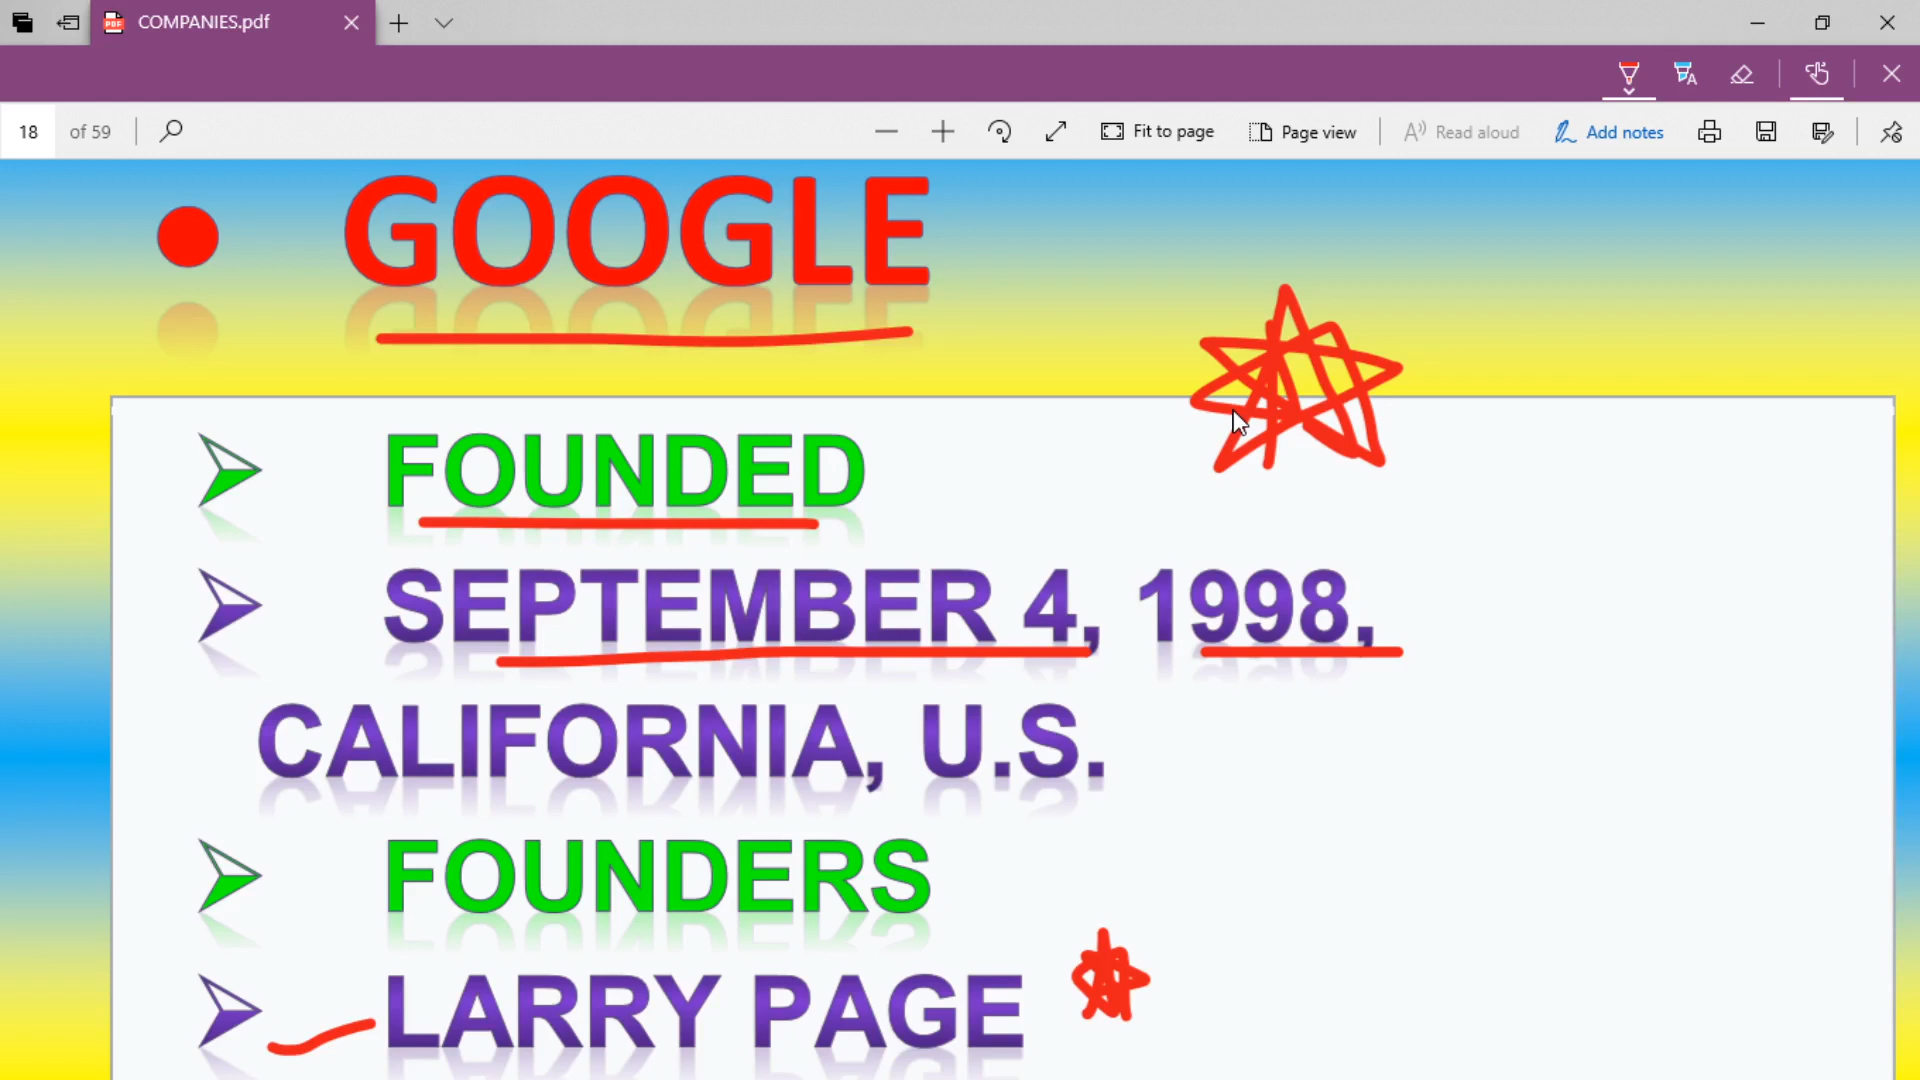 COMPANIES.pdf
18 of 59
Fit to page
Page view
Read aloud
Add notes
GOOGLE
FOUNDED
SEPTEMBER 4, 1998,
CALIFORNIA, U.S.
FOUNDERS
LARRY PAGE